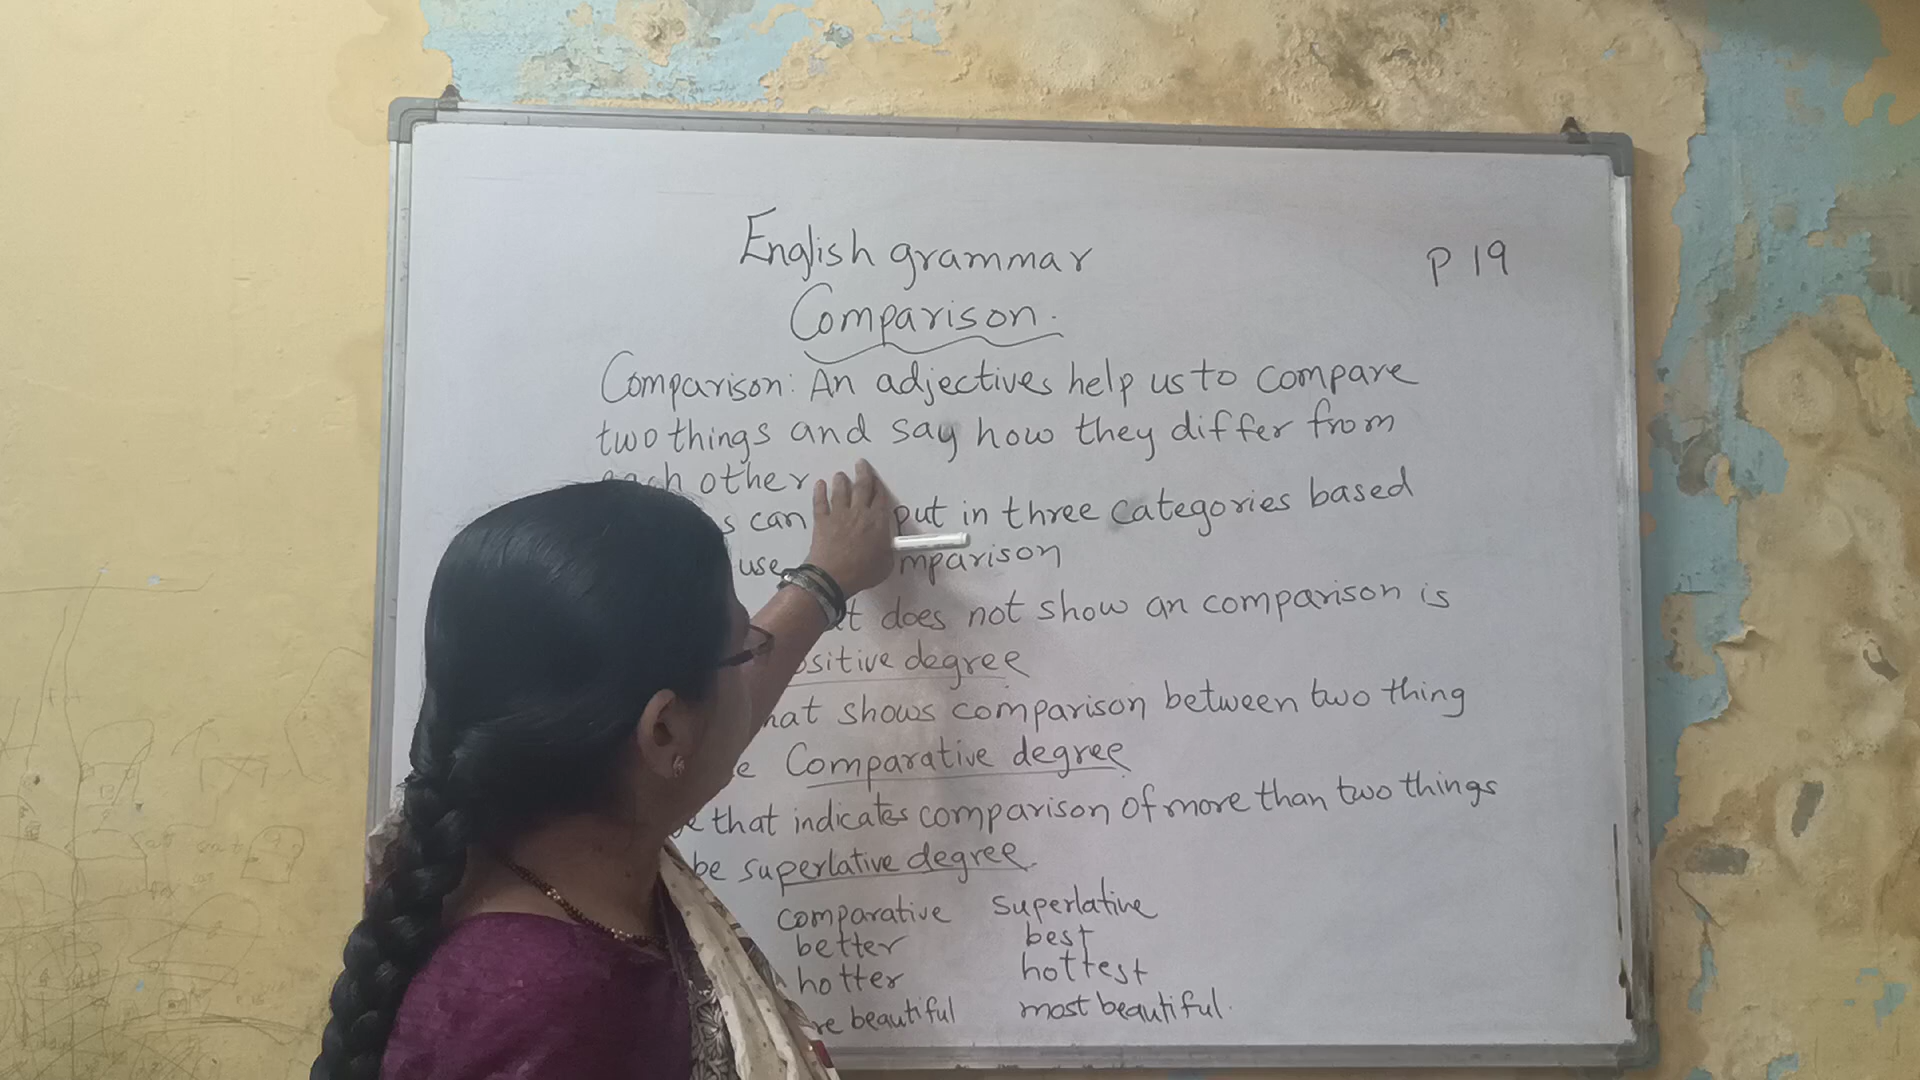 English grammar
P 19
Comparison.
Comparison: An adjectives help us to compare
two things and say how they differ from
each other
can put in three categories based
use
does not show an comparison is
degree
shows comparison between two thing
Comparative degree
that indicates comparison of more than two things
be superlative degree.
comparative superlative
better best
hotter hottest
beautiful most beautiful.